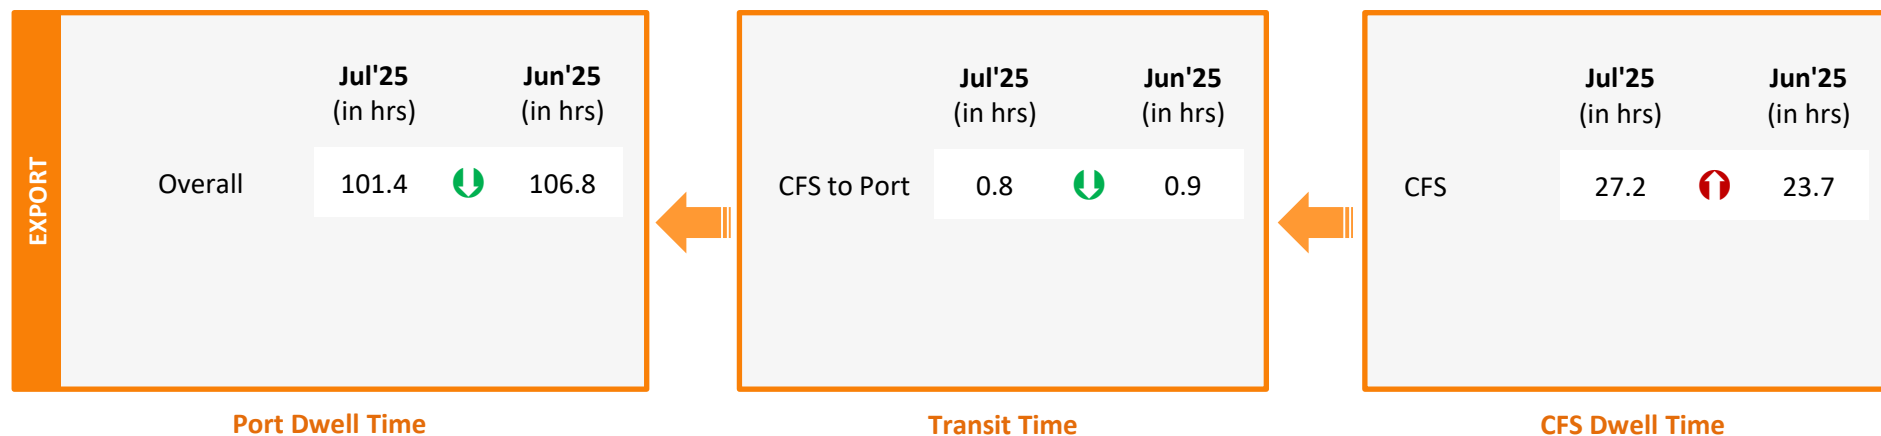 EXPORT
Jul'25 Jun'25
(in hrs) (in hrs)
Overall 101.4 106.8
Port Dwell Time
Jul'25 Jun'25
(in hrs) (in hrs)
CFS to Port 0.8 0.9
Transit Time
Jul'25 Jun'25
(in hrs) (in hrs)
CFS 27.2 23.7
CFS Dwell Time